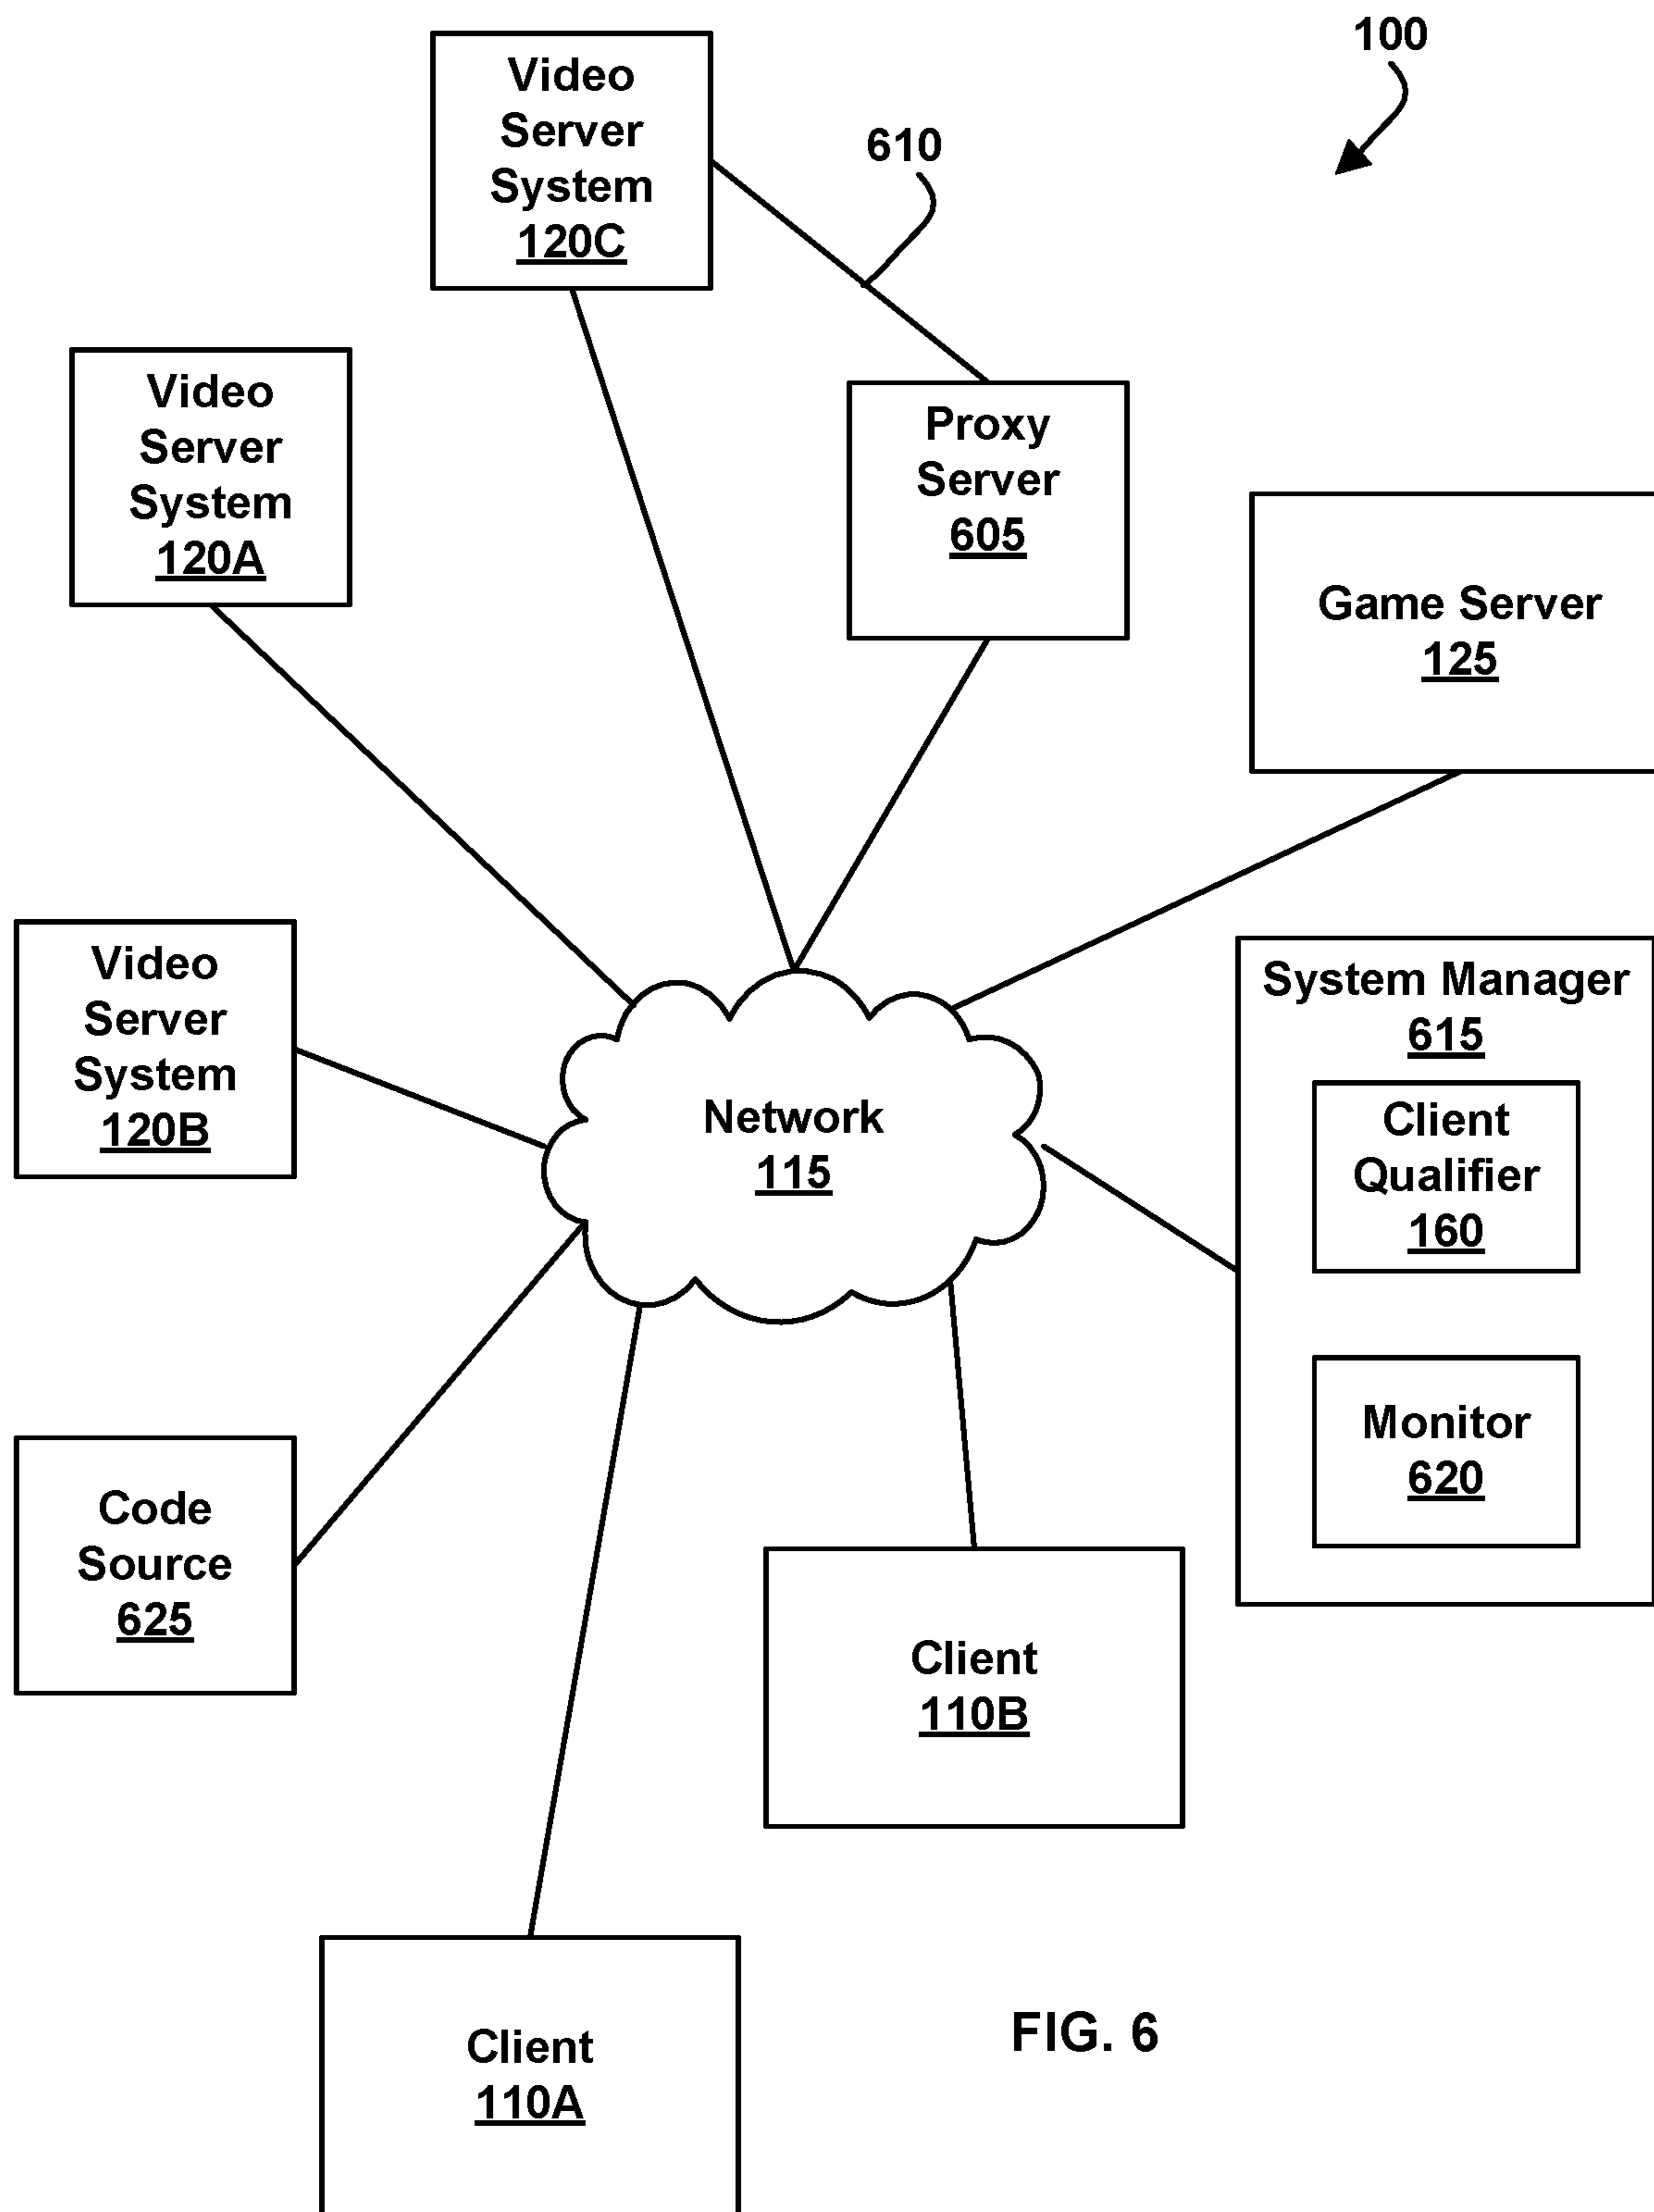 100
Video
Server
System
120C
610
Video
Server
System
120A
Proxy
Server
605
Game Server
125
Video
Server
System
120B
System Manager
615
Client
Qualifier
160
Network
115
Monitor
620
Code
Source
625
Client
110B
Client
110A
FIG. 6